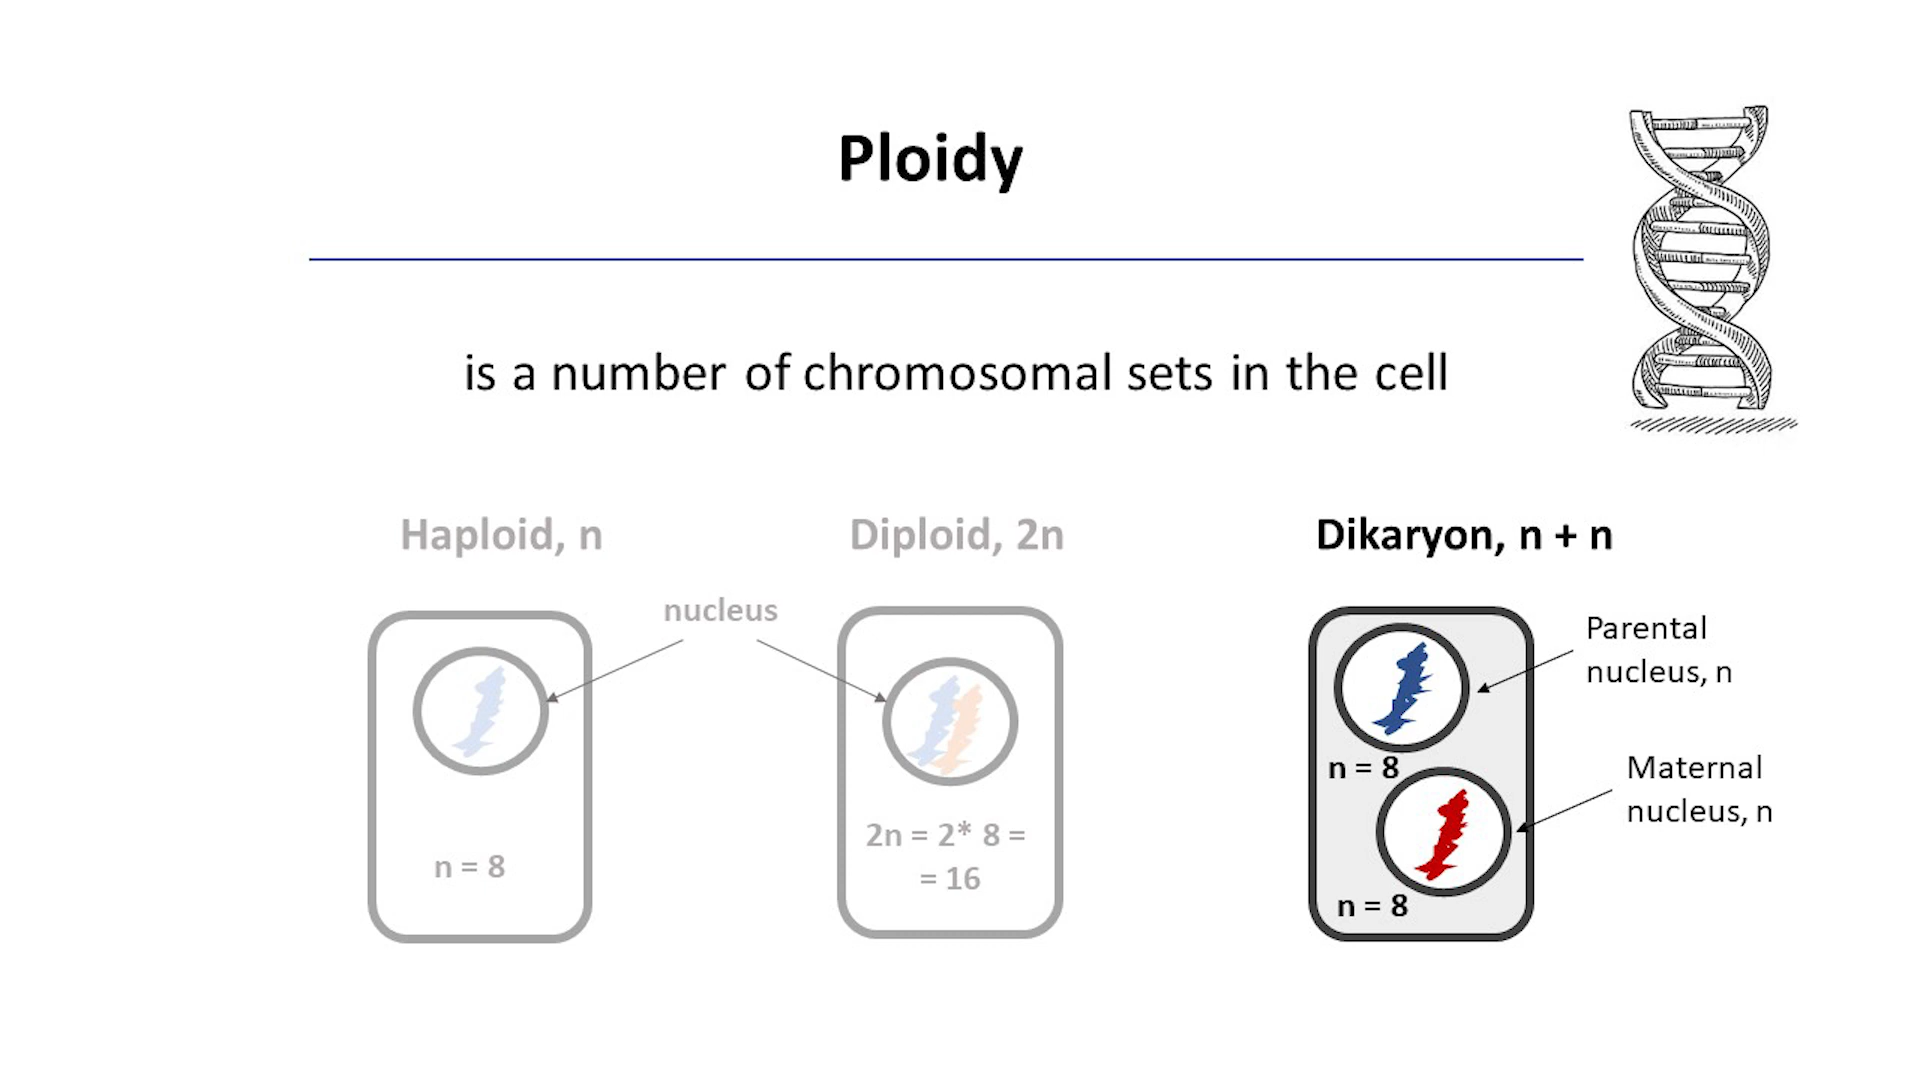 Ploidy
is a number of chromosomal sets in the cell
Haploid, n
Diploid, 2n
Dikaryon, n + n
nucleus
n = 8
2n = 2* 8 =
= 16
Parental
nucleus, n
n = 8
Maternal
nucleus, n
n = 8